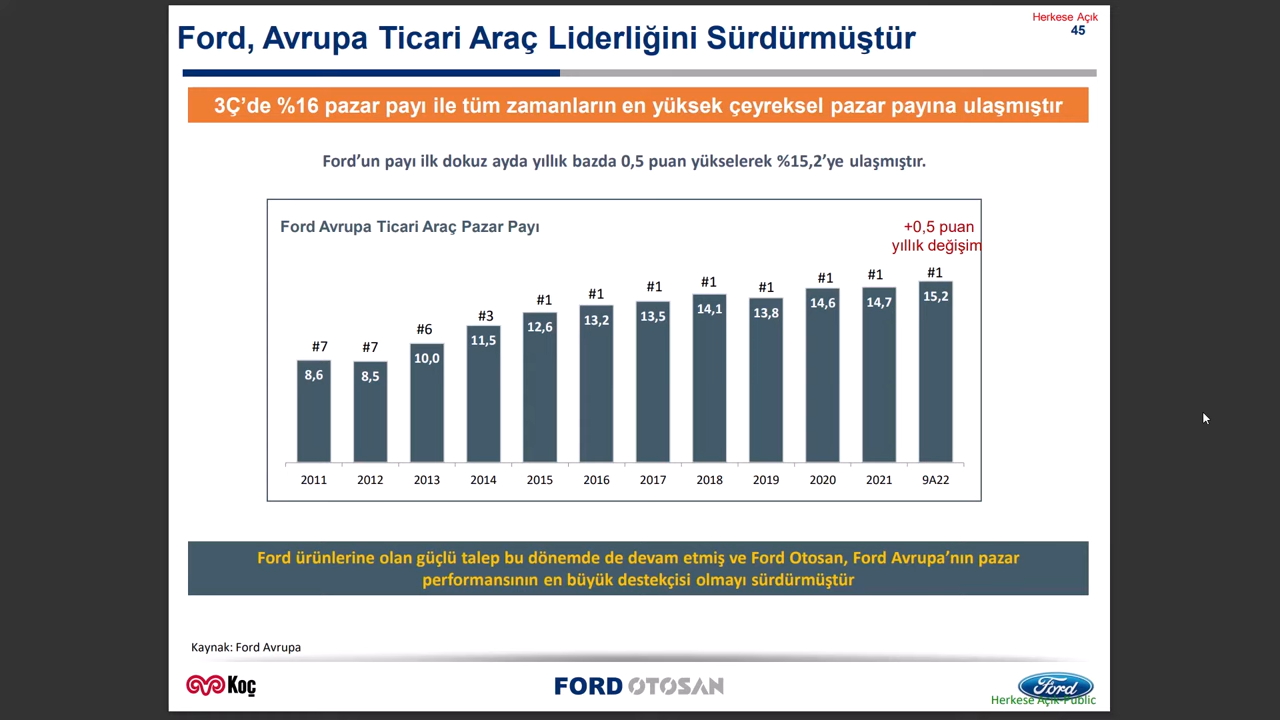 Herkese Açık
45
Ford, Avrupa Ticari Araç Liderliğini Sürdürmüştür
3Ç’de %16 pazar payı ile tüm zamanların en yüksek çeyreksel pazar payına ulaşmıştır
Ford’un payı ilk dokuz ayda yıllık bazda 0,5 puan yükselerek %15,2’ye ulaşmıştır.
Ford Avrupa Ticari Araç Pazar Payı
+0,5 puan
yıllık değişim
#7 #7 #6 #3 #1 #1 #1 #1 #1 #1 #1 #1
8,6 8,5 10,0 11,5 12,6 13,2 13,5 14,1 13,8 14,6 14,7 15,2
2011 2012 2013 2014 2015 2016 2017 2018 2019 2020 2021 9A22
Ford ürünlerine olan güçlü talep bu dönemde de devam etmiş ve Ford Otosan, Ford Avrupa’nın pazar
performansının en büyük destekçisi olmayı sürdürmüştür
Kaynak: Ford Avrupa
Koç
FORD OTOSAN
Ford
Herkese Açık-Public